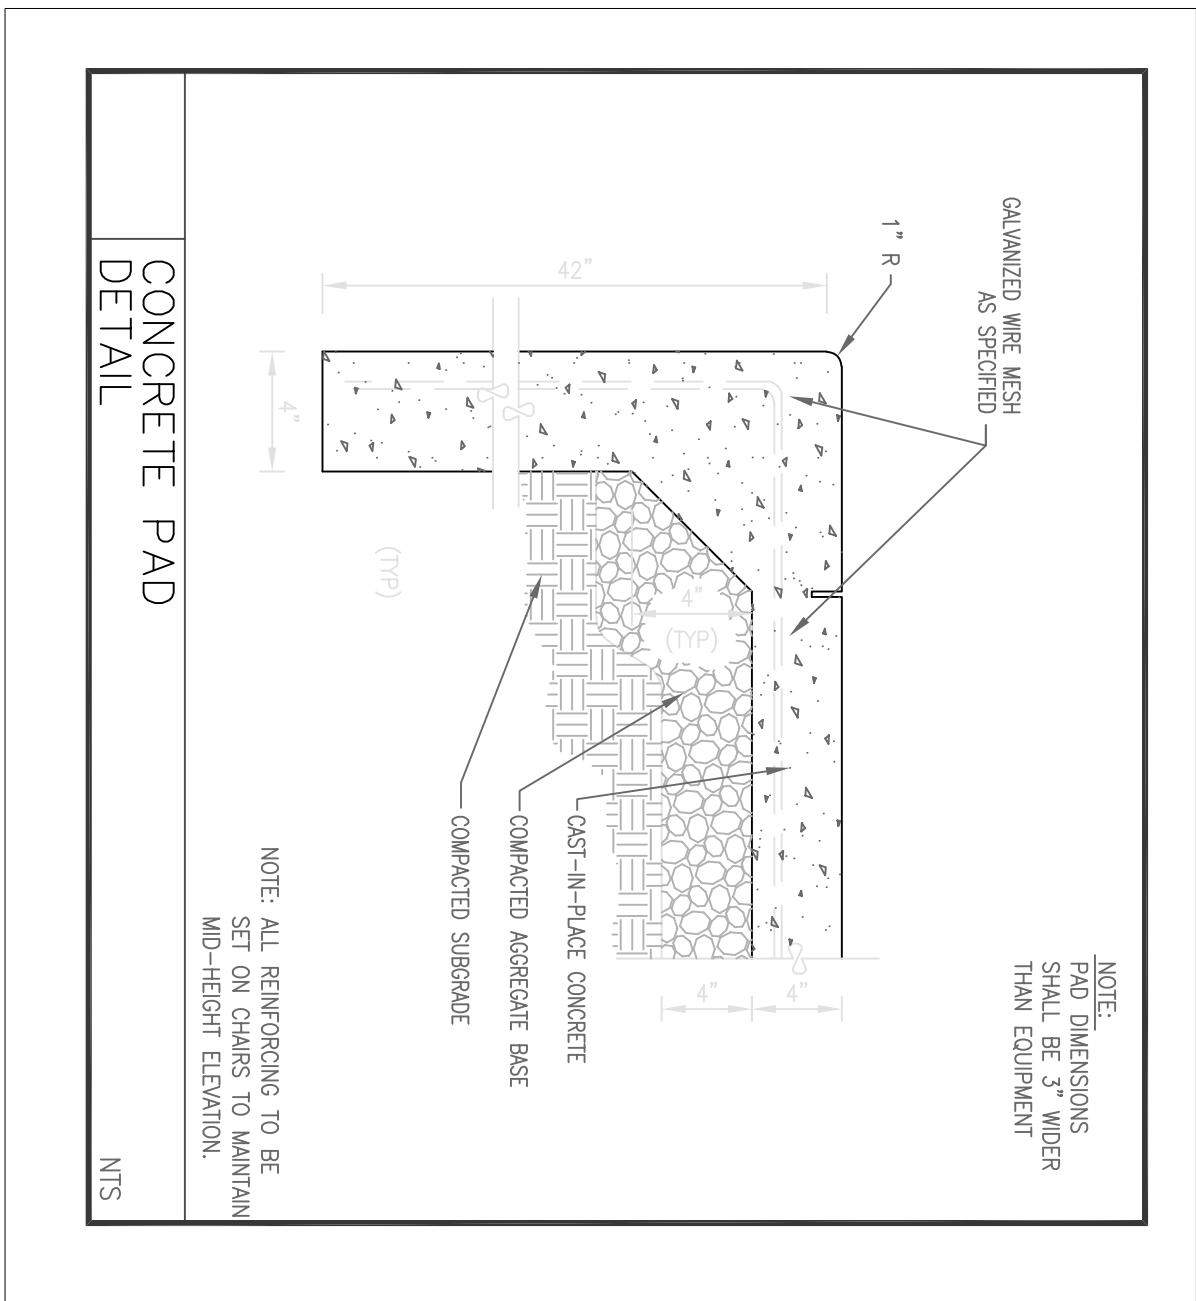 NOTE:
PAD DIMENSIONS
SHALL BE 3" WIDER
THAN EQUIPMENT
GALVANIZED WIRE MESH
AS SPECIFIED
1" R
42"
4"
4"
4"
(TYP)
4"
(TYP)
CAST-IN-PLACE CONCRETE
COMPACTED AGGREGATE BASE
COMPACTED SUBGRADE
NOTE: ALL REINFORCING TO BE
SET ON CHAIRS TO MAINTAIN
MID-HEIGHT ELEVATION.
CONCRETE PAD
DETAIL
NTS